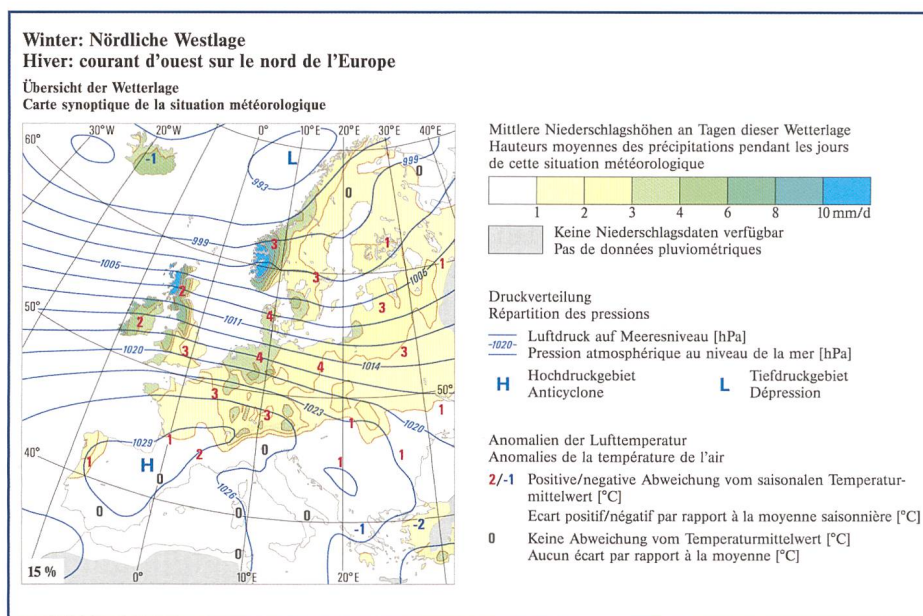 Winter: Nördliche Westlage
Hiver: courant d'ouest sur le nord de l'Europe
Übersicht der Wetterlage
Carte synoptique de la situation météorologique
30°W 20°W 0° 10°E 20°E 30°E 40°E
60°
-1
L
0
999
993
0
999
3
1
1
1005
2
3
1005
50°
2
1011
4
3
1020
3
4
4
3
1014
50°
3
1023
1
1020
3
1
1029
1
1
H
2
0
1
1
40°
0
1026
0
0
-1
-2
0
15 %
0° 10°E 20°E
Mittlere Niederschlagshöhen an Tagen dieser Wetterlage
Hauteurs moyennes des précipitations pendant les jours
de cette situation météorologique
1 2 3 4 6 8 10 mm/d
Keine Niederschlagsdaten verfügbar
Pas de données pluviométriques
Druckverteilung
Répartition des pressions
-1020- Luftdruck auf Meeresniveau [hPa]
Pression atmosphérique au niveau de la mer [hPa]
H Hochdruckgebiet L Tiefdruckgebiet
Anticyclone Dépression
Anomalien der Lufttemperatur
Anomalies de la température de l'air
2/-1 Positive/negative Abweichung vom saisonalen Temperatur-
mittelwert [°C]
Ecart positif/négatif par rapport à la moyenne saisonnière [°C]
0 Keine Abweichung vom Temperaturmittelwert [°C]
Aucun écart par rapport à la moyenne [°C]